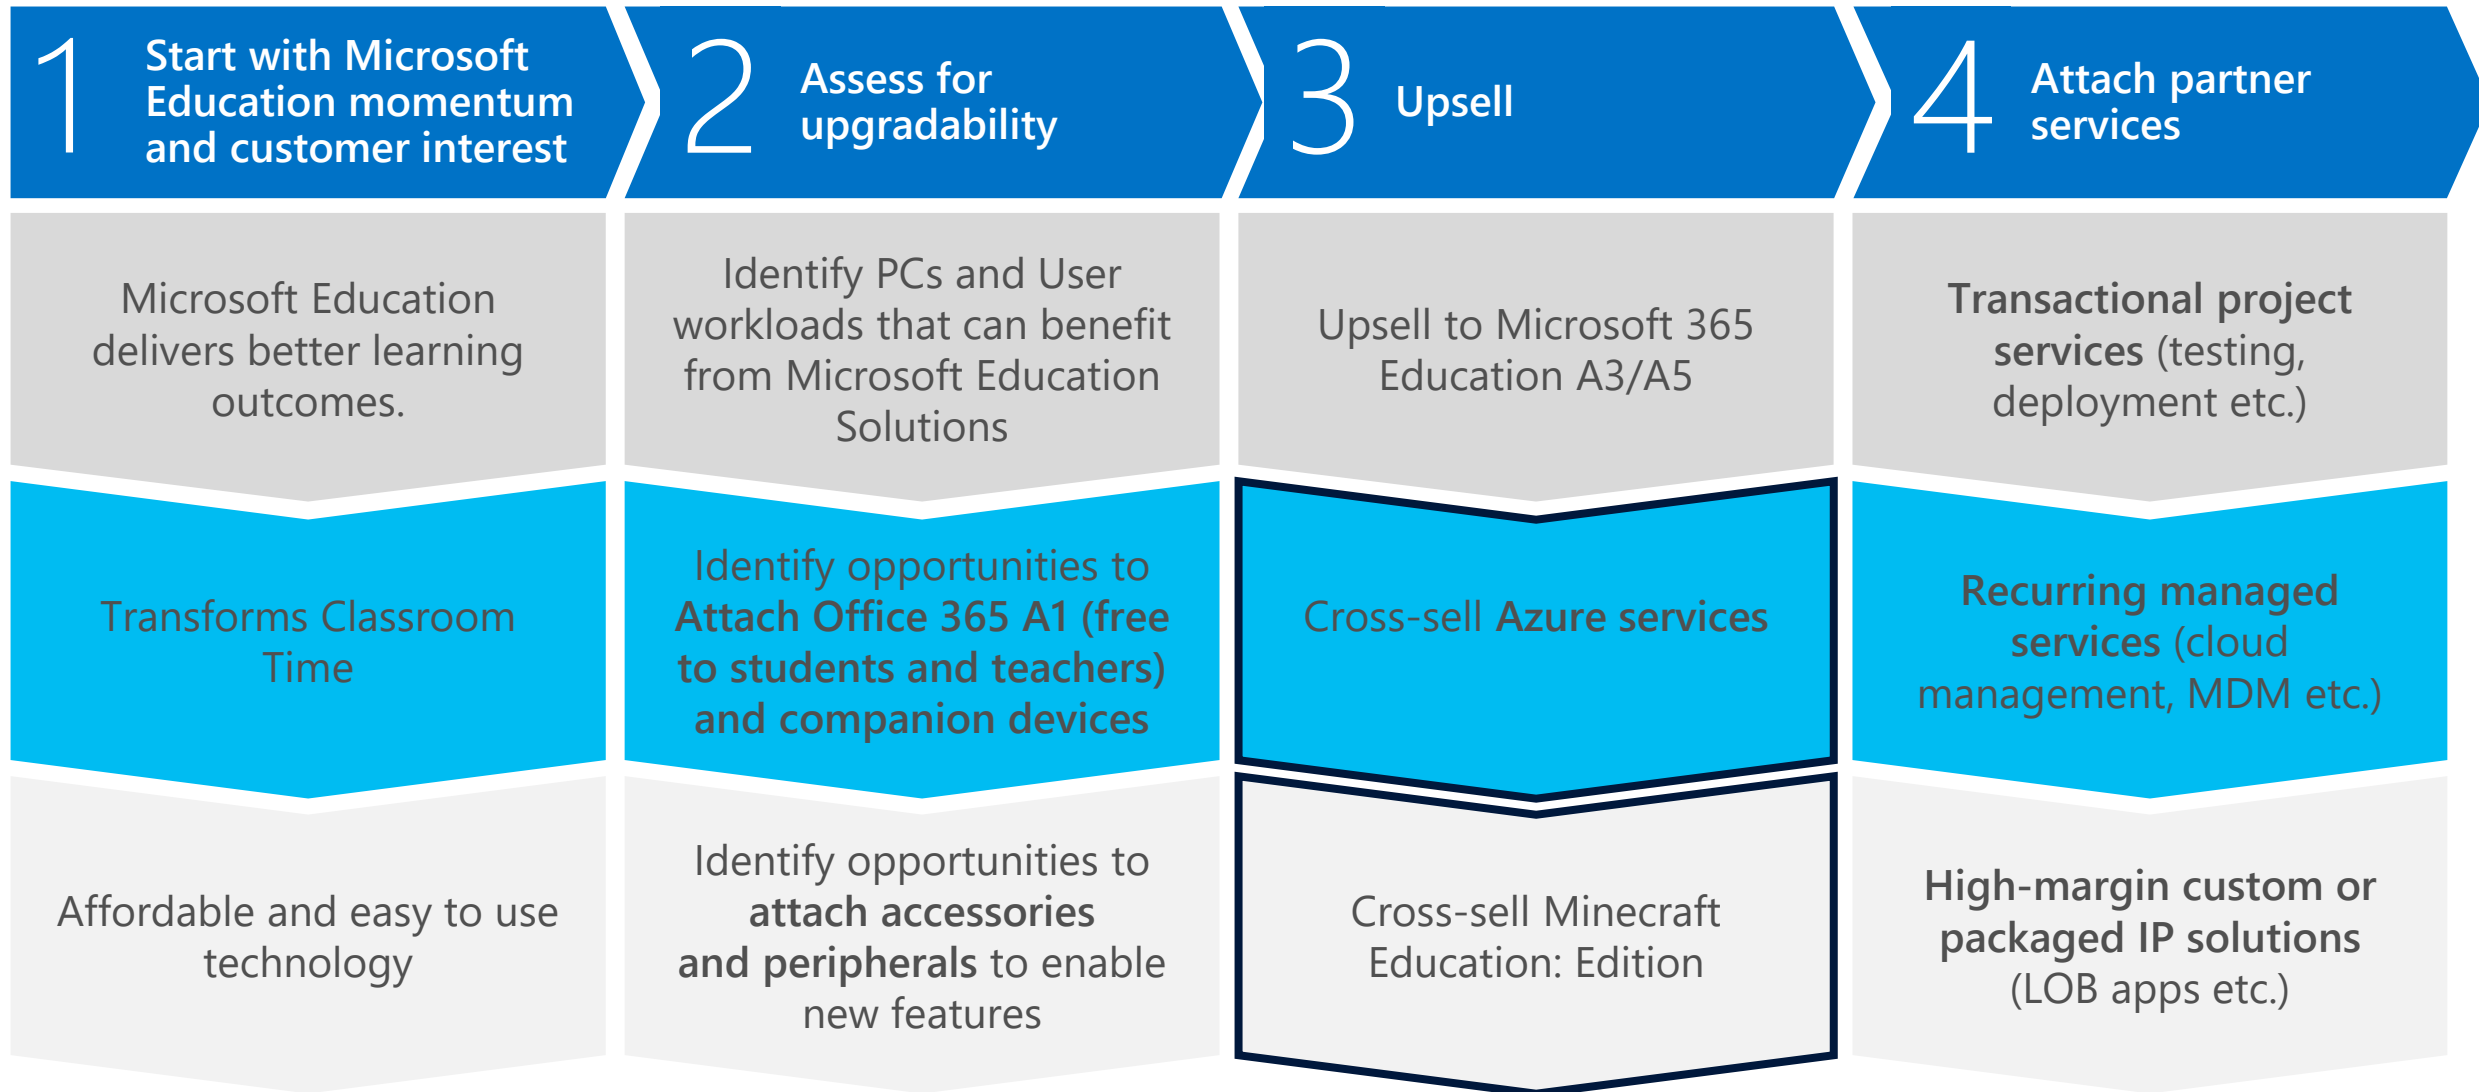 1
Start with Microsoft
Education momentum
and customer interest
2
Assess for
upgradability
3
Upsell
4
Attach partner
services
Microsoft Education
delivers better learning
outcomes.
Identify PCs and User
workloads that can benefit
from Microsoft Education
Solutions
Upsell to Microsoft 365
Education A3/A5
Transactional project
services (testing,
deployment etc.)
Transforms Classroom
Time
Identify opportunities to
Attach Office 365 A1 (free
to students and teachers)
and companion devices
Cross-sell Azure services
Recurring managed
services (cloud
management, MDM etc.)
Affordable and easy to use
technology
Identify opportunities to
attach accessories
and peripherals to enable
new features
Cross-sell Minecraft
Education: Edition
High-margin custom or
packaged IP solutions
(LOB apps etc.)